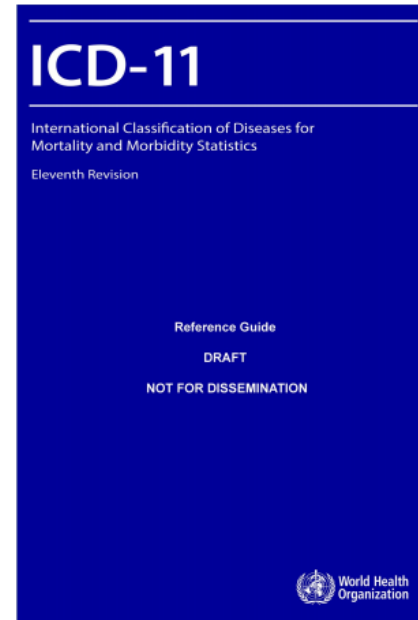 ICD-11
International Classification of Diseases for
Mortality and Morbidity Statistics
Eleventh Revision
Reference Guide
DRAFT
NOT FOR DISSEMINATION
World Health
Organization